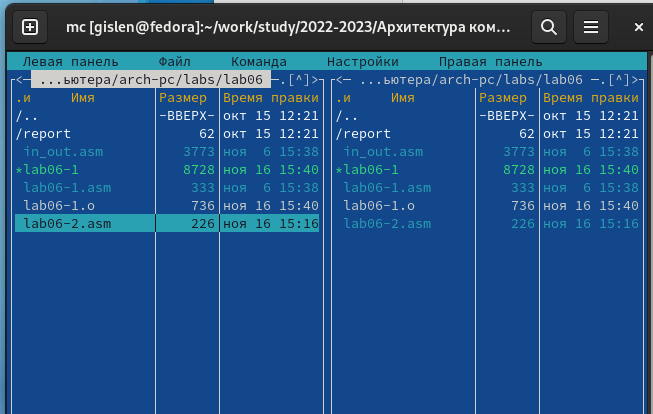 mc [gislen@fedora]:~/work/study/2022-2023/Архитектура ком...
Левая панель Файл Команда Настройки Правая панель
<─ ...ьютера/arch-pc/labs/lab06 ─.[^]> <─ ...ьютера/arch-pc/labs/lab06 ─.[^]>
.и Имя Размер Время правки .и Имя Размер Время правки
/.. -ВВЕРХ- окт 15 12:21 /.. -ВВЕРХ- окт 15 12:21
/report 62 окт 15 12:21 /report 62 окт 15 12:21
in_out.asm 3773 ноя 6 15:38 in_out.asm 3773 ноя 6 15:38
*lab06-1 8728 ноя 16 15:40 *lab06-1 8728 ноя 16 15:40
lab06-1.asm 333 ноя 6 15:38 lab06-1.asm 333 ноя 6 15:38
lab06-1.o 736 ноя 16 15:40 lab06-1.o 736 ноя 16 15:40
lab06-2.asm 226 ноя 16 15:16 lab06-2.asm 226 ноя 16 15:16